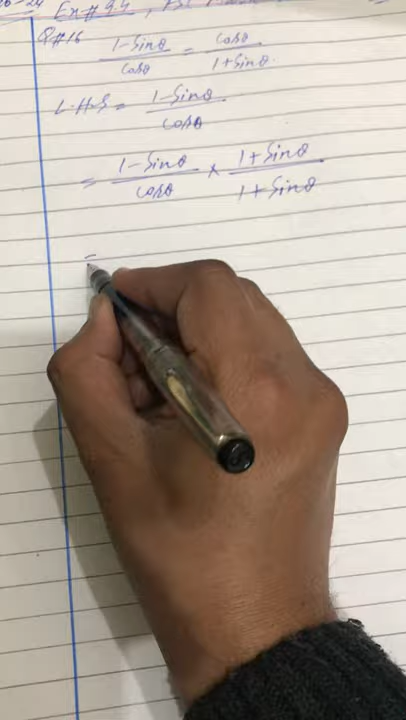 Ex # 9.4,
Q#16 1-Sinθ/cosθ = cosθ/1+Sinθ.
L.H.S = 1-Sinθ/cosθ
= 1-Sinθ/cosθ × 1+Sinθ/1+Sinθ
=